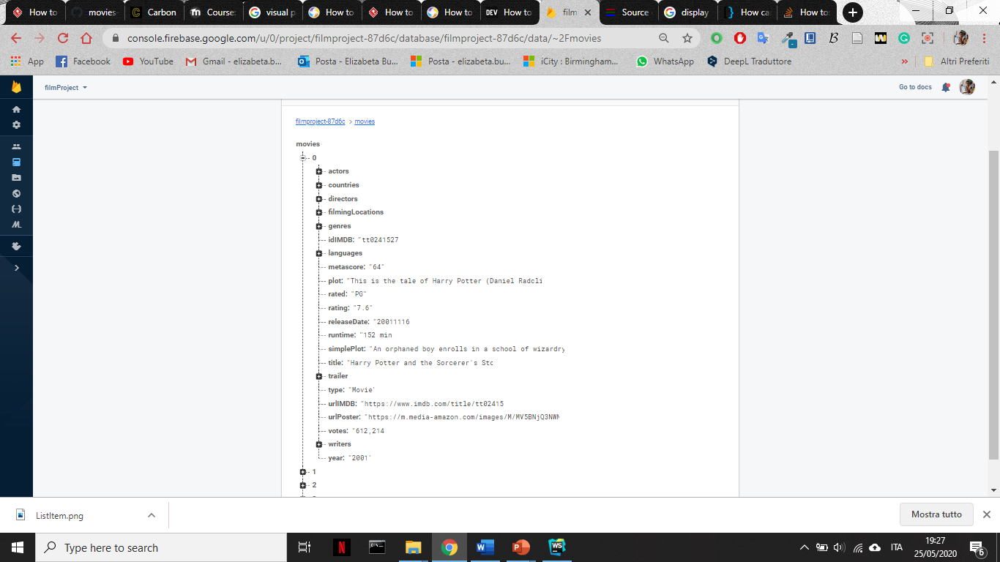 How to
movies-
Carbon
Course:
visual p
How to
How to
How to
DEV How to
film
Source
display
How ca
How to
console.firebase.google.com/u/0/project/filmproject-87d6c/database/filmproject-87d6c/data/~2Fmovies
App Facebook YouTube Gmail - elizabeta.b... Posta - Elizabeta Bu... Posta - elizabeta.bu... iCity : Birmingham... WhatsApp DeepL Traduttore » Altri Preferiti
filmProject Go to docs
filmproject-87d6c > movies
movies
0
actors
countries
directors
filmingLocations
genres
idIMDB: "tt0241527
languages
metascore: "64"
plot: "This is the tale of Harry Potter (Daniel Radcli
rated: "PG"
rating: "7.6"
releaseDate: "20011116
runtime: "152 min
simplePlot: "An orphaned boy enrolls in a school of wizardry
title: "Harry Potter and the Sorcerer's Sto
trailer
type: "Movie'
urlIMDB: "https://www.imdb.com/title/tt02415
urlPoster: "https://m.media-amazon.com/images/M/MV5BNjQ3NWN
votes: "612,214
writers
year: "2001'
1
2
ListItem.png Mostra tutto
Type here to search
ITA
19:27
25/05/2020
6